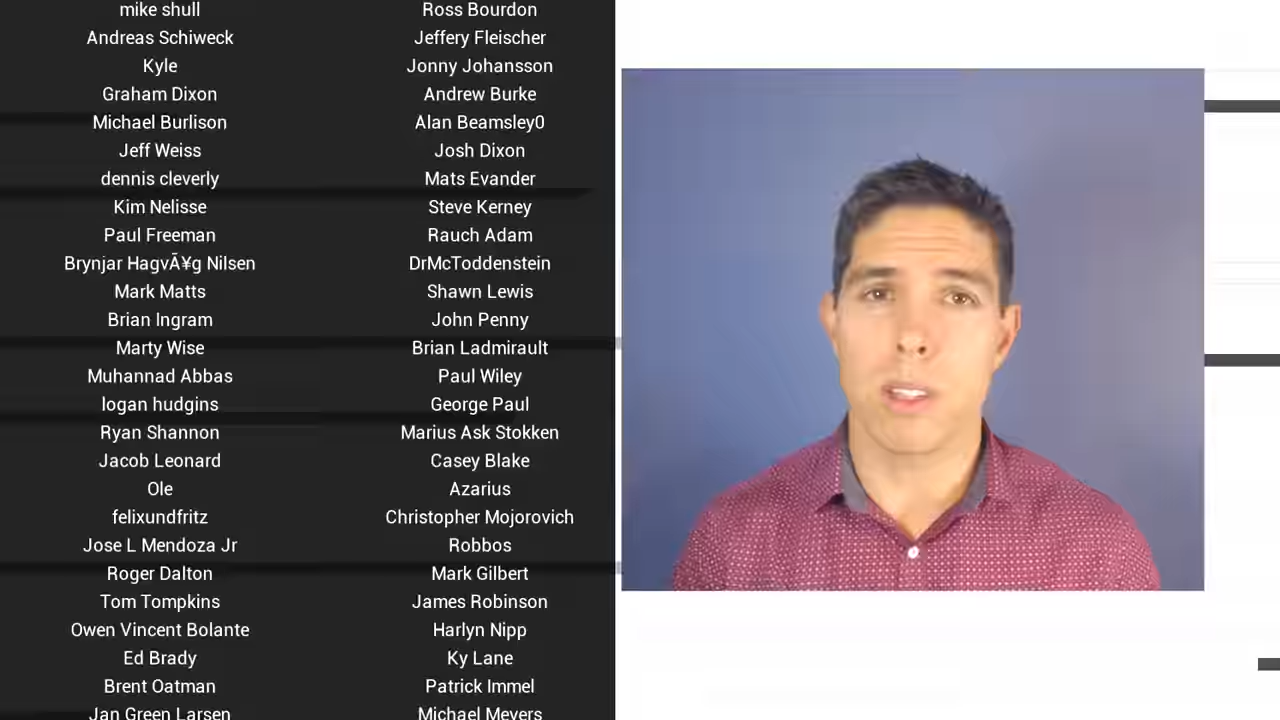 mike shull
Andreas Schiweck
Kyle
Graham Dixon
Michael Burlison
Jeff Weiss
dennis cleverly
Kim Nelisse
Paul Freeman
Brynjar HagvÃ¥g Nilsen
Mark Matts
Brian Ingram
Marty Wise
Muhannad Abbas
logan hudgins
Ryan Shannon
Jacob Leonard
Ole
felixundfritz
Jose L Mendoza Jr
Roger Dalton
Tom Tompkins
Owen Vincent Bolante
Ed Brady
Brent Oatman
Jan Green Larsen
Ross Bourdon
Jeffery Fleischer
Jonny Johansson
Andrew Burke
Alan Beamsley0
Josh Dixon
Mats Evander
Steve Kerney
Rauch Adam
DrMcToddenstein
Shawn Lewis
John Penny
Brian Ladmirault
Paul Wiley
George Paul
Marius Ask Stokken
Casey Blake
Azarius
Christopher Mojorovich
Robbos
Mark Gilbert
James Robinson
Harlyn Nipp
Ky Lane
Patrick Immel
Michael Meyers